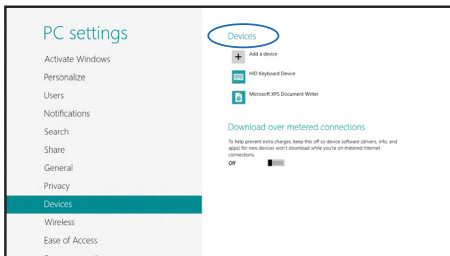 PC settings
Activate Windows
Personalize
Users
Notifications
Search
Share
General
Privacy
Devices
Wireless
Ease of Access
Devices
Add a device
HID Keyboard Device
Microsoft XPS Document Writer
Download over metered connections
To help prevent extra charges, keep this off so device software (drivers, info, and
apps) for new devices won't download while you're on metered Internet
connections.
Off